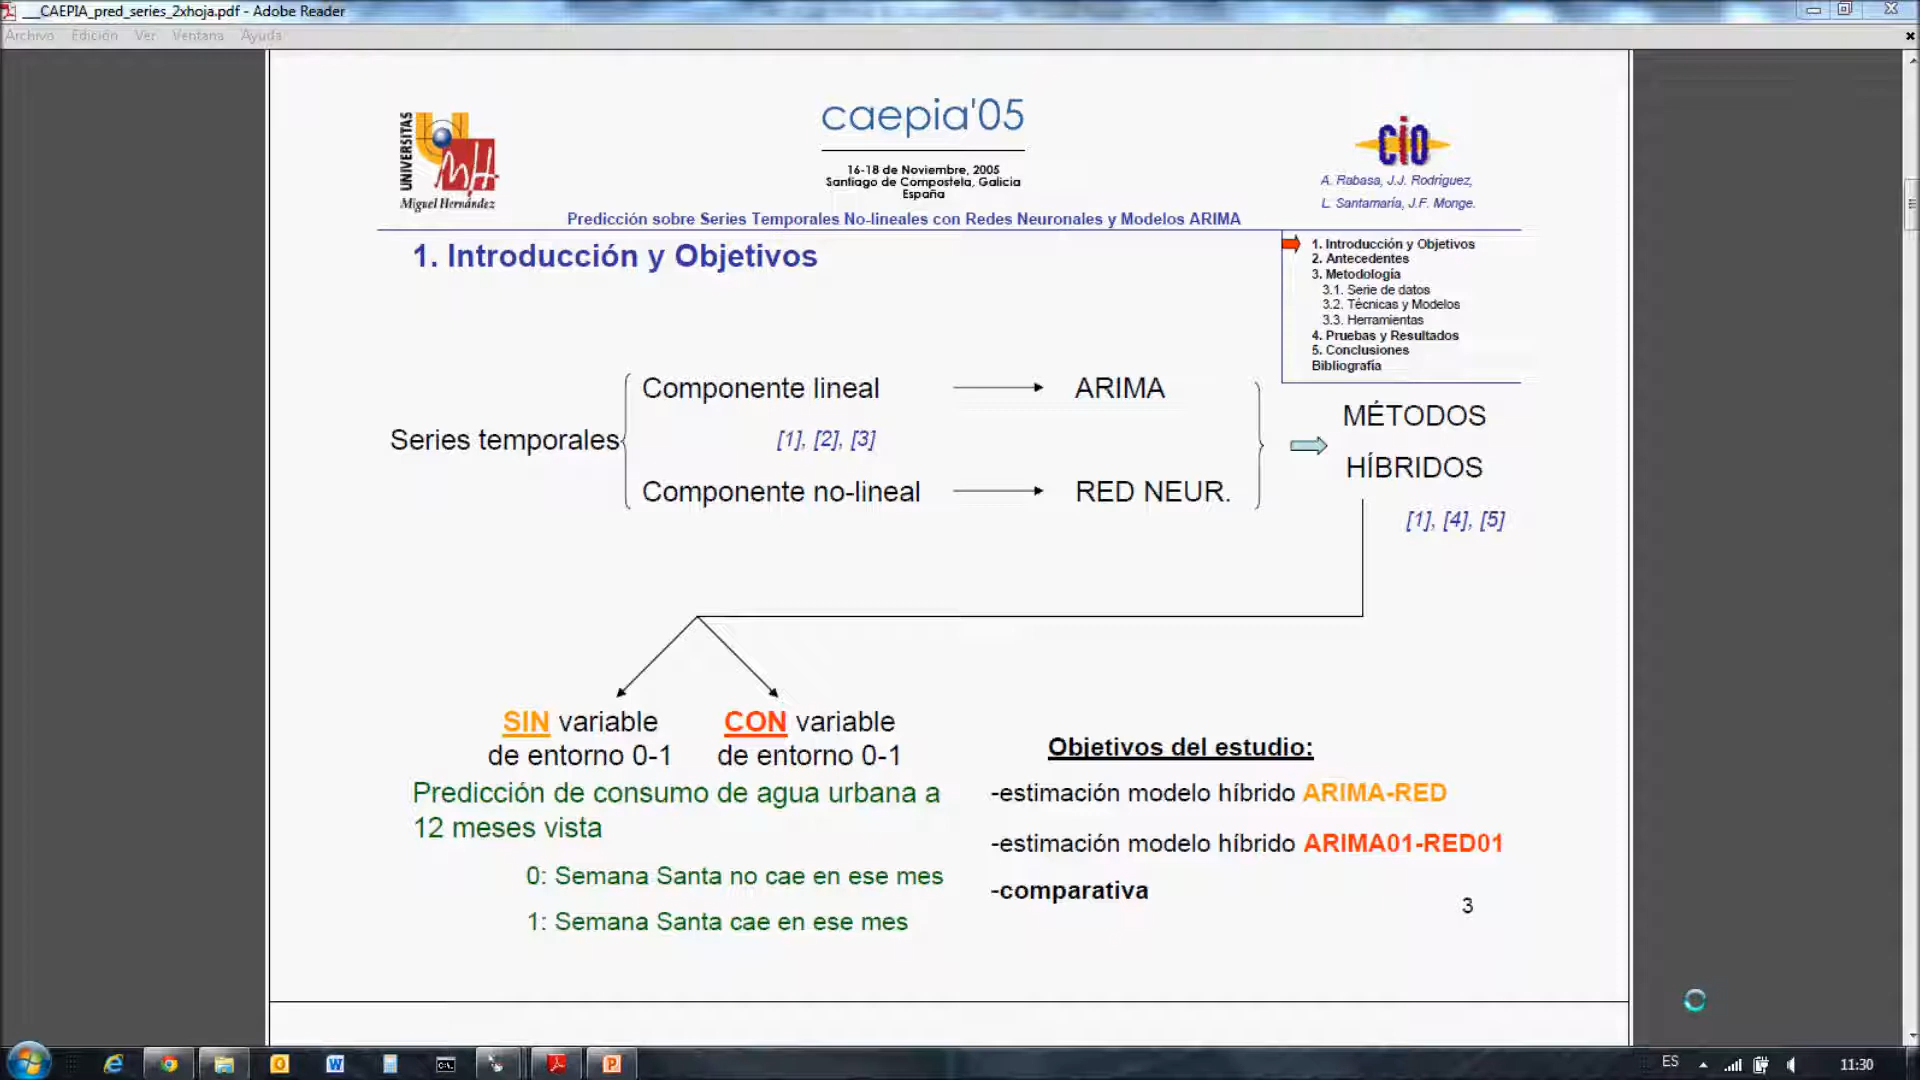 __CAEPIA_pred_series_2xhoja.pdf - Adobe Reader
Archivo Edición Ver Ventana Ayuda
UNIVERSITAS
Miguel Hernández
caepia'05
16-18 de Noviembre, 2005
Santiago de Compostela, Galicia
España
cio
A. Rabasa, J.J. Rodríguez,
L. Santamaría, J.F. Monge.
Predicción sobre Series Temporales No-lineales con Redes Neuronales y Modelos ARIMA
1. Introducción y Objetivos
1. Introducción y Objetivos
2. Antecedentes
3. Metodología
3.1. Serie de datos
3.2. Técnicas y Modelos
3.3. Herramientas
4. Pruebas y Resultados
5. Conclusiones
Bibliografía
Series temporales
Componente lineal
ARIMA
[1], [2], [3]
Componente no-lineal
RED NEUR.
MÉTODOS
HÍBRIDOS
[1], [4], [5]
SIN variable
de entorno 0-1
CON variable
de entorno 0-1
Predicción de consumo de agua urbana a
12 meses vista
0: Semana Santa no cae en ese mes
1: Semana Santa cae en ese mes
Objetivos del estudio:
-estimación modelo híbrido ARIMA-RED
-estimación modelo híbrido ARIMA01-RED01
-comparativa
3
ES
11:30